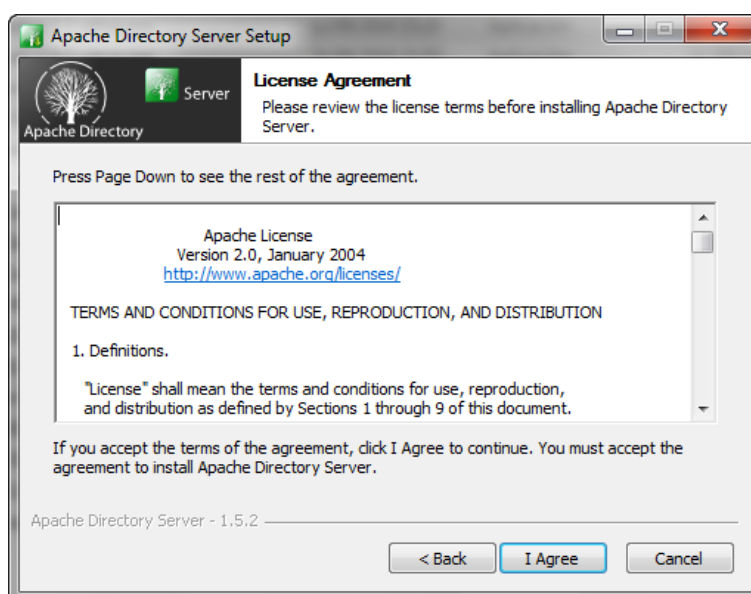 Apache Directory Server Setup
Apache Directory
Server
License Agreement
Please review the license terms before installing Apache Directory
Server.
Press Page Down to see the rest of the agreement.
Apache License
Version 2.0, January 2004
http://www.apache.org/licenses/
TERMS AND CONDITIONS FOR USE, REPRODUCTION, AND DISTRIBUTION
1. Definitions.
"License" shall mean the terms and conditions for use, reproduction,
and distribution as defined by Sections 1 through 9 of this document.
If you accept the terms of the agreement, click I Agree to continue. You must accept the
agreement to install Apache Directory Server.
Apache Directory Server - 1.5.2
< Back
I Agree
Cancel